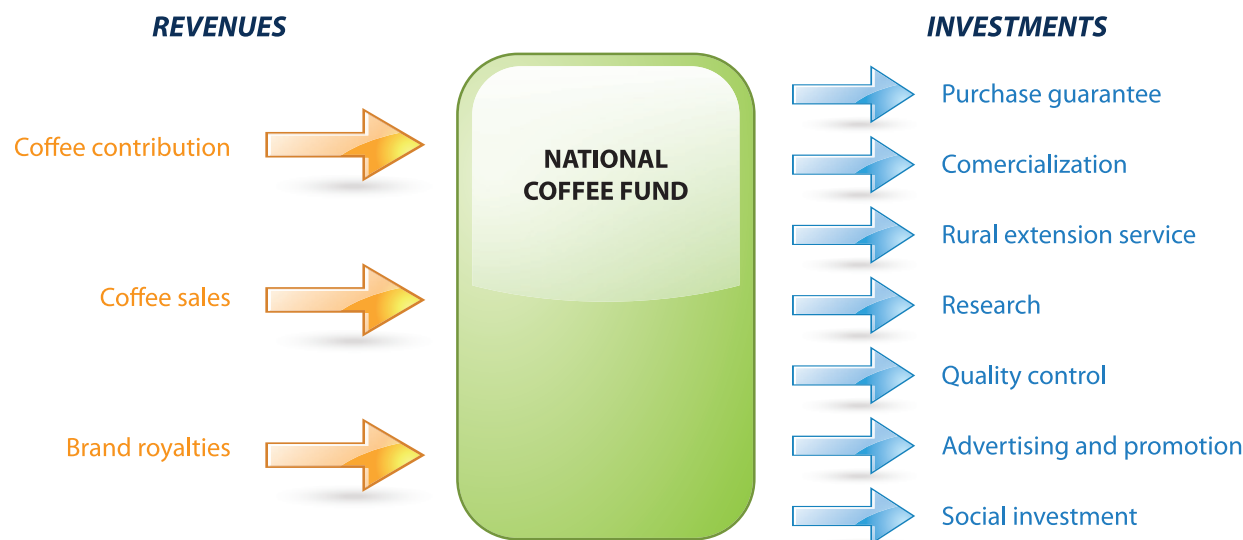 REVENUES
Coffee contribution
Coffee sales
Brand royalties
NATIONAL
COFFEE FUND
INVESTMENTS
Purchase guarantee
Comercialization
Rural extension service
Research
Quality control
Advertising and promotion
Social investment